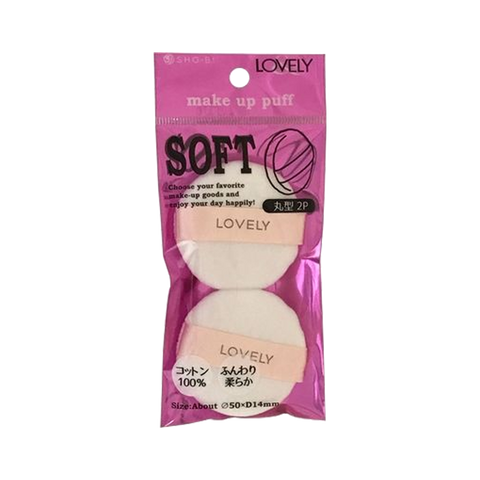 SHO-BI
LOVELY
make up puff
SOFT
Choose your favorite
make-up goods and
enjoy your day happily!
丸型 2P
LOVELY
LOVELY
コットン
100%
ふんわり
柔らか
Size:About ∅50×D14mm